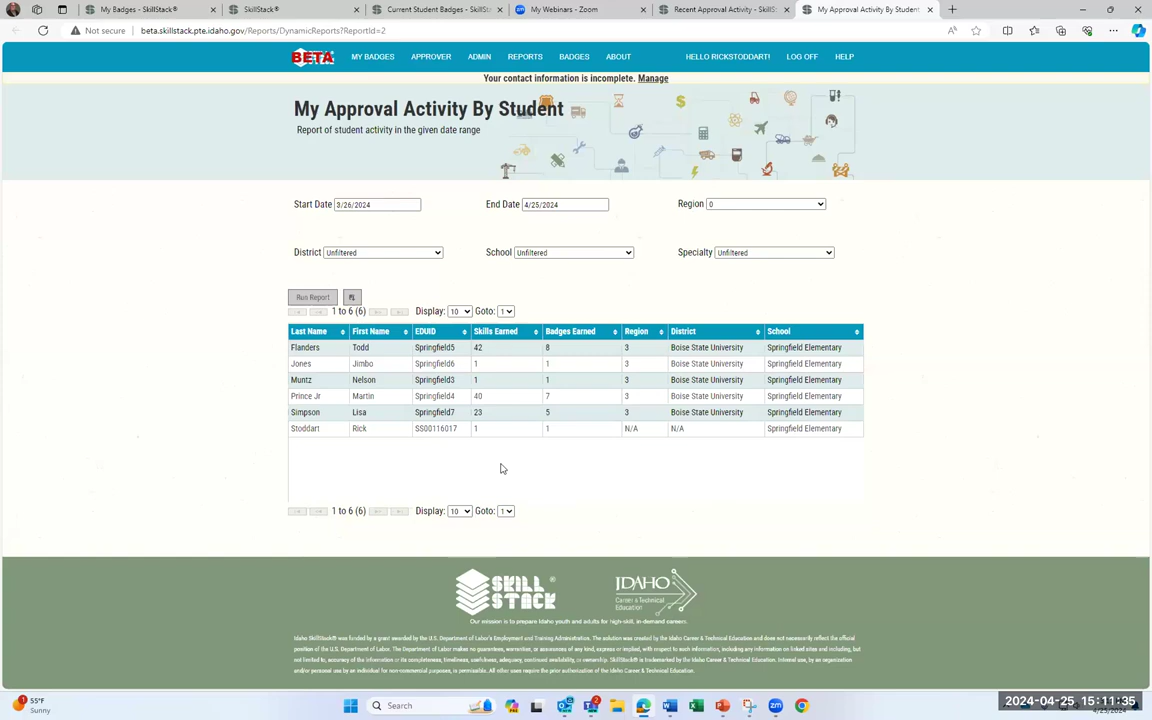 My Badges - SkillStack®
SkillStack®
Current Student Badges - SkillSt
My Webinars - Zoom
Recent Approval Activity - SkillS
My Approval Activity By Student
Not secure
beta.skillstack.pte.idaho.gov/Reports/DynamicReports?ReportId=2
BETA
MY BADGES APPROVER ADMIN REPORTS BADGES ABOUT HELLO RICKSTODDART! LOG OFF HELP
Your contact information is incomplete. Manage
My Approval Activity By Student
Report of student activity in the given date range
Start Date 3/26/2024 End Date 4/25/2024 Region 0
District Unfiltered School Unfiltered Specialty Unfiltered
Run Report
1 to 6 (6) Display: 10 Goto: 1
Last Name First Name EDUID Skills Earned Badges Earned Region District School
Flanders Todd Springfield5 42 8 3 Boise State University Springfield Elementary
Jones Jimbo Springfield6 1 1 3 Boise State University Springfield Elementary
Muntz Nelson Springfield3 1 1 3 Boise State University Springfield Elementary
Prince Jr Martin Springfield4 40 7 3 Boise State University Springfield Elementary
Simpson Lisa Springfield7 23 5 3 Boise State University Springfield Elementary
Stoddart Rick SS00116017 1 1 N/A N/A Springfield Elementary
1 to 6 (6) Display: 10 Goto: 1
SKILL STACK®
IDAHO
Career & Technical
Education
Our mission is to prepare Idaho youth and adults for high-skill, in-demand careers.
Idaho SkillStack® was funded by a grant awarded by the U.S. Department of Labor's Employment and Training Administration. The solution was created by the Idaho Career & Technical Education and does not necessarily reflect the official
position of the U.S. Department of Labor. The Department of Labor makes no guarantees, warranties, or assurances of any kind, express or implied, with respect to such information, including any information on linked sites and including, but
not limited to, accuracy of the information or its completeness, timeliness, usefulness, adequacy, continued availability, or ownership. SkillStack® is trademarked by the Idaho Career & Technical Education. Internal use, by an organization
and/or personal use by an individual for non-commercial purposes, is permissible. All other uses require the prior authorization of the Idaho Career & Technical Education.
55°F
Sunny
Search
2024-04-25 15:11:35